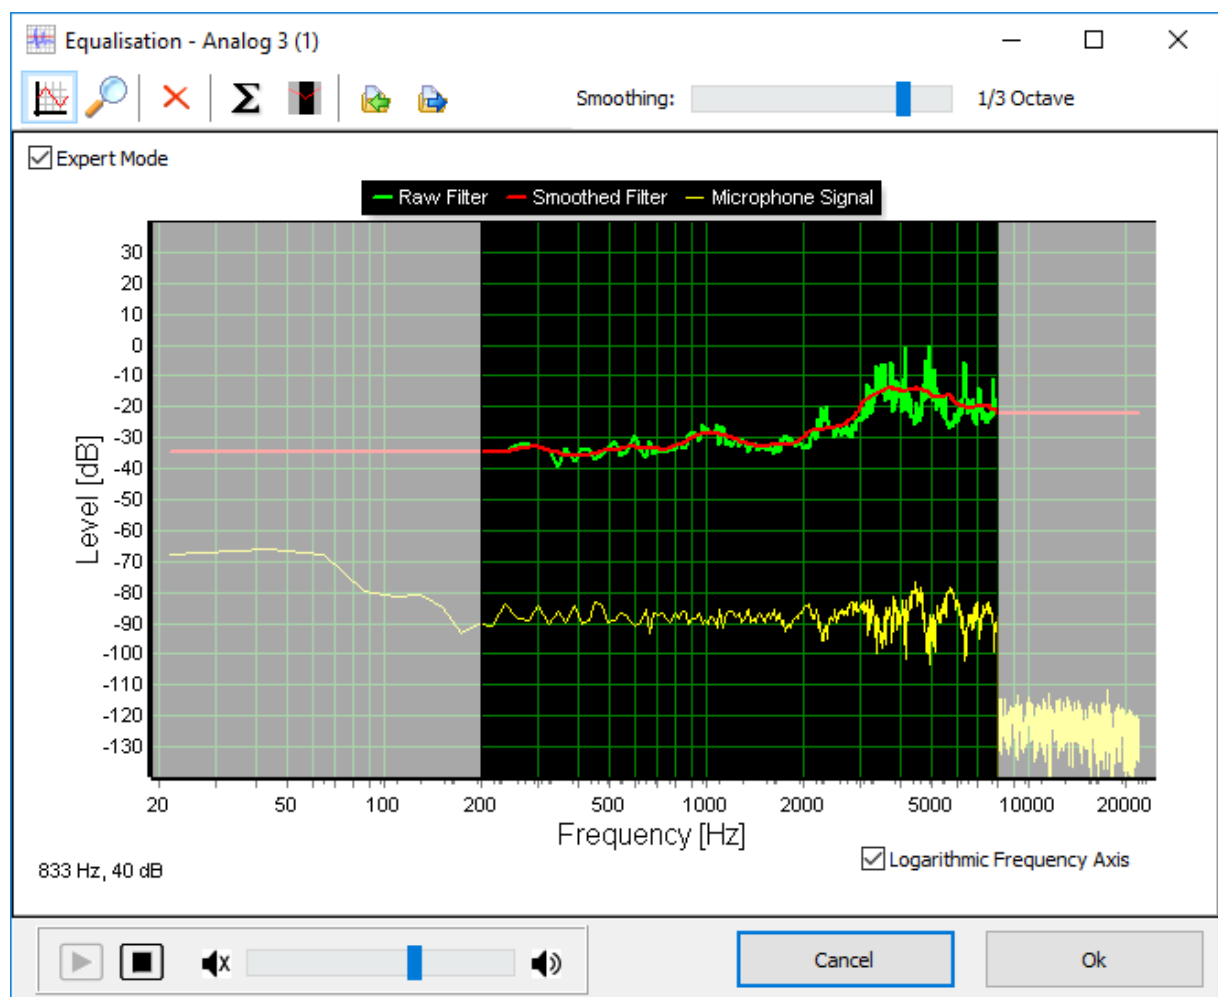 Equalisation - Analog 3 (1)
Smoothing: 1/3 Octave
Expert Mode
Raw Filter Smoothed Filter Microphone Signal
30
20
10
0
-10
-20
-30
-40
-50
-60
-70
-80
-90
-100
-110
-120
-130
Level [dB]
20 50 100 200 500 1000 2000 5000 10000 20000
Frequency [Hz]
Logarithmic Frequency Axis
833 Hz, 40 dB
Cancel Ok